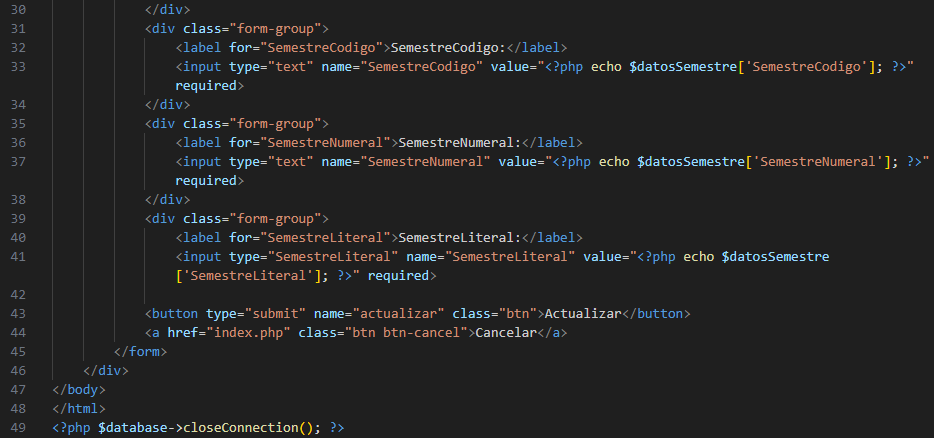 30 </div>
31 <div class="form-group">
32 <label for="SemestreCodigo">SemestreCodigo:</label>
33 <input type="text" name="SemestreCodigo" value="<?php echo $datosSemestre['SemestreCodigo']; ?>"
required>
34 </div>
35 <div class="form-group">
36 <label for="SemestreNumeral">SemestreNumeral:</label>
37 <input type="text" name="SemestreNumeral" value="<?php echo $datosSemestre['SemestreNumeral']; ?>"
required>
38 </div>
39 <div class="form-group">
40 <label for="SemestreLiteral">SemestreLiteral:</label>
41 <input type="SemestreLiteral" name="SemestreLiteral" value="<?php echo $datosSemestre
['SemestreLiteral']; ?>" required>
42
43 <button type="submit" name="actualizar" class="btn">Actualizar</button>
44 <a href="index.php" class="btn btn-cancel">Cancelar</a>
45 </form>
46 </div>
47 </body>
48 </html>
49 <?php $database->closeConnection(); ?>